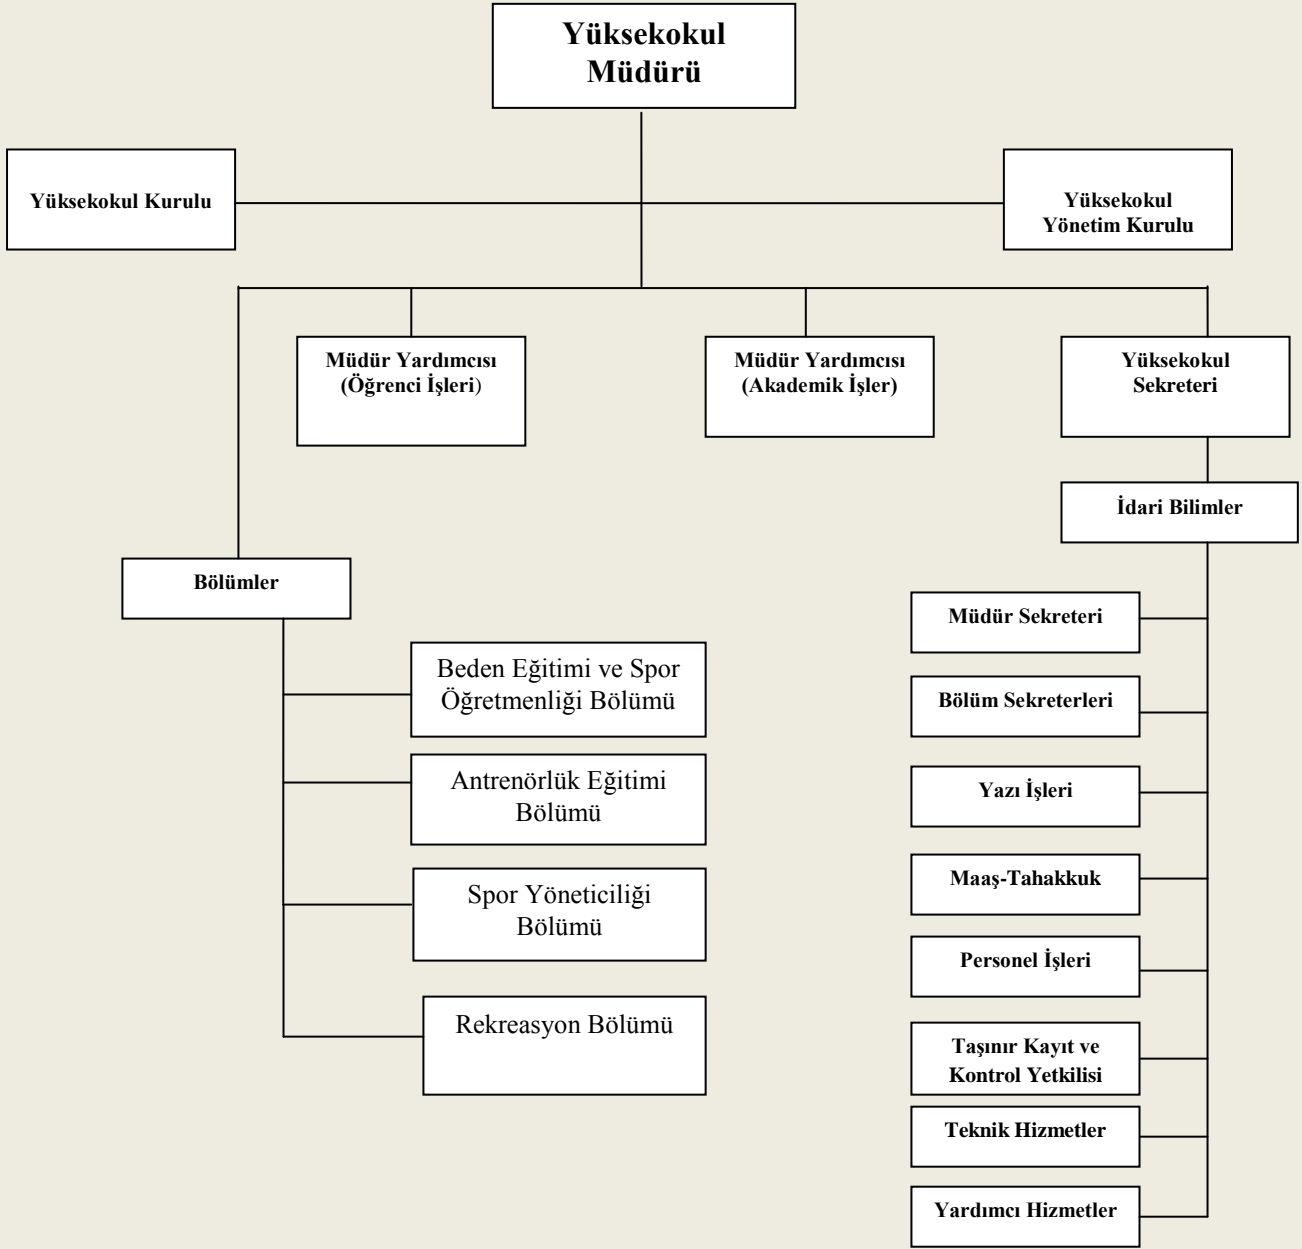 Yüksekokul
Müdürü
Yüksekokul Kurulu
Yüksekokul
Yönetim Kurulu
Müdür Yardımcısı
(Öğrenci İşleri)
Müdür Yardımcısı
(Akademik İşler)
Yüksekokul
Sekreteri
İdari Bilimler
Bölümler
Beden Eğitimi ve Spor
Öğretmenliği Bölümü
Antrenörlük Eğitimi
Bölümü
Spor Yöneticiliği
Bölümü
Rekreasyon Bölümü
Müdür Sekreteri
Bölüm Sekreterleri
Yazı İşleri
Maaş-Tahakkuk
Personel İşleri
Taşınır Kayıt ve
Kontrol Yetkilisi
Teknik Hizmetler
Yardımcı Hizmetler